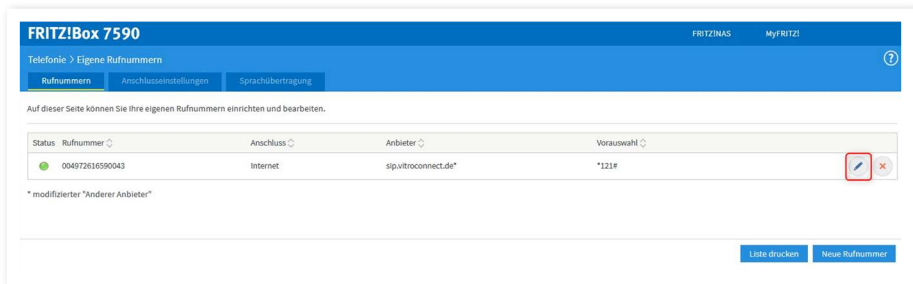 FRITZ!Box 7590 FRITZ!NAS MyFRITZ!
Telefonie > Eigene Rufnummern ?
Rufnummern Anschlusseinstellungen Sprachübertragung
Auf dieser Seite können Sie Ihre eigenen Rufnummern einrichten und bearbeiten.
Status Rufnummer Anschluss Anbieter Vorauswahl
004972616590043 Internet sip.vitroconnect.de* *121#
* modifizierter "Anderer Anbieter"
Liste drucken Neue Rufnummer